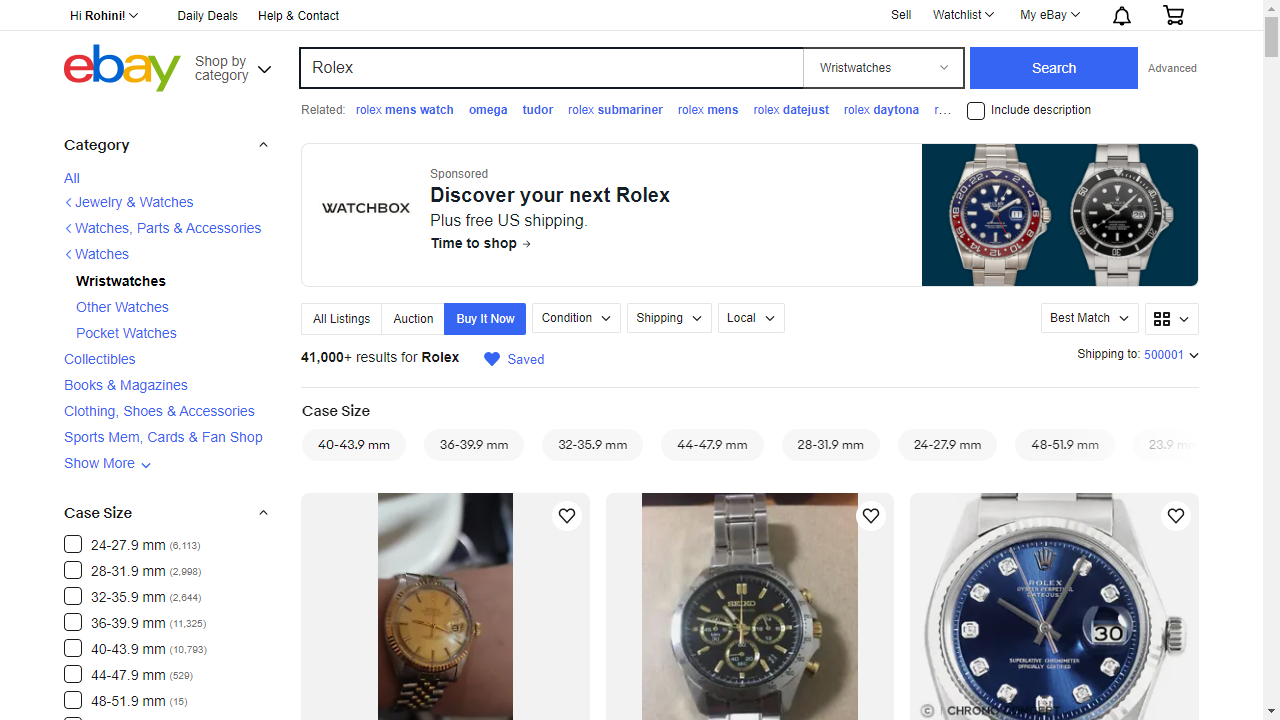 Hi Rohini!
Daily Deals
Help & Contact
Sell
Watchlist
My eBay
ebay
Shop by
category
Rolex
Wristwatches
Search
Advanced
Related: rolex mens watch omega tudor rolex submariner rolex mens rolex datejust rolex daytona r...
Include description
Category
All
Jewelry & Watches
Watches, Parts & Accessories
Watches
Wristwatches
Other Watches
Pocket Watches
Collectibles
Books & Magazines
Clothing, Shoes & Accessories
Sports Mem, Cards & Fan Shop
Show More
Case Size
24-27.9 mm (6,113)
28-31.9 mm (2,998)
32-35.9 mm (2,644)
36-39.9 mm (11,325)
40-43.9 mm (10,793)
44-47.9 mm (529)
48-51.9 mm (15)
WATCHBOX
Sponsored
Discover your next Rolex
Plus free US shipping.
Time to shop →
All Listings
Auction
Buy It Now
Condition
Shipping
Local
Best Match
41,000+ results for Rolex
Saved
Shipping to: 500001
Case Size
40-43.9 mm
36-39.9 mm
32-35.9 mm
44-47.9 mm
28-31.9 mm
24-27.9 mm
48-51.9 mm
23.9 mm
SEIKO
ROLEX
OYSTER PERPETUAL
DATEJUST
30
SUPERLATIVE CHRONOMETER
OFFICIALLY CERTIFIED